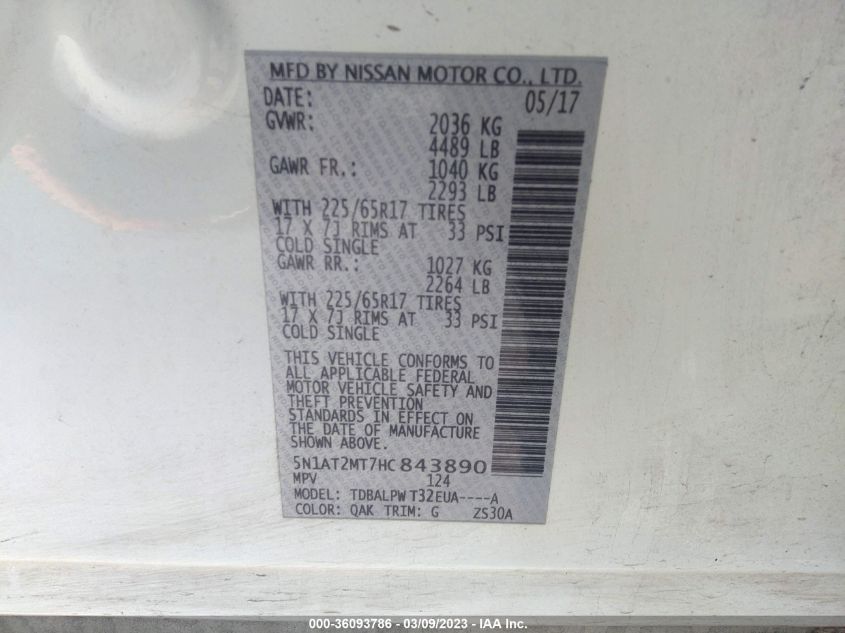 MFD BY NISSAN MOTOR CO., LTD.
DATE: 05/17
GVWR: 2036 KG
4489 LB
GAWR FR.: 1040 KG
2293 LB
WITH 225/65R17 TIRES
17 X 7J RIMS AT 33 PSI
COLD SINGLE
GAWR RR.: 1027 KG
2264 LB
WITH 225/65R17 TIRES
17 X 7J RIMS AT 33 PSI
COLD SINGLE
THIS VEHICLE CONFORMS TO
ALL APPLICABLE FEDERAL
MOTOR VEHICLE SAFETY AND
THEFT PREVENTION
STANDARDS IN EFFECT ON
THE DATE OF MANUFACTURE
SHOWN ABOVE.
5N1AT2MT7HC843890
MPV 124
MODEL: TDBALPW T32EUA----A
COLOR: QAK TRIM: G ZS30A
000-36093786 - 03/09/2023 - IAA Inc.